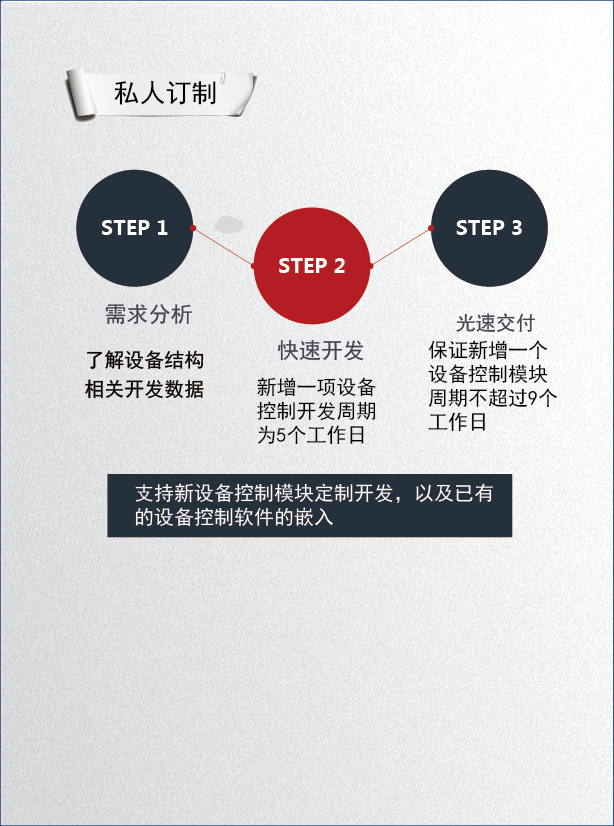 私人订制
STEP 1
需求分析
了解设备结构
相关开发数据
STEP 2
快速开发
新增一项设备
控制开发周期
为5个工作日
STEP 3
光速交付
保证新增一个
设备控制模块
周期不超过9个
工作日
支持新设备控制模块定制开发，以及已有
的设备控制软件的嵌入